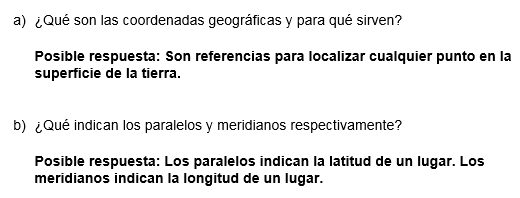 a) ¿Qué son las coordenadas geográficas y para qué sirven?
Posible respuesta: Son referencias para localizar cualquier punto en la
superficie de la tierra.
b) ¿Qué indican los paralelos y meridianos respectivamente?
Posible respuesta: Los paralelos indican la latitud de un lugar. Los
meridianos indican la longitud de un lugar.